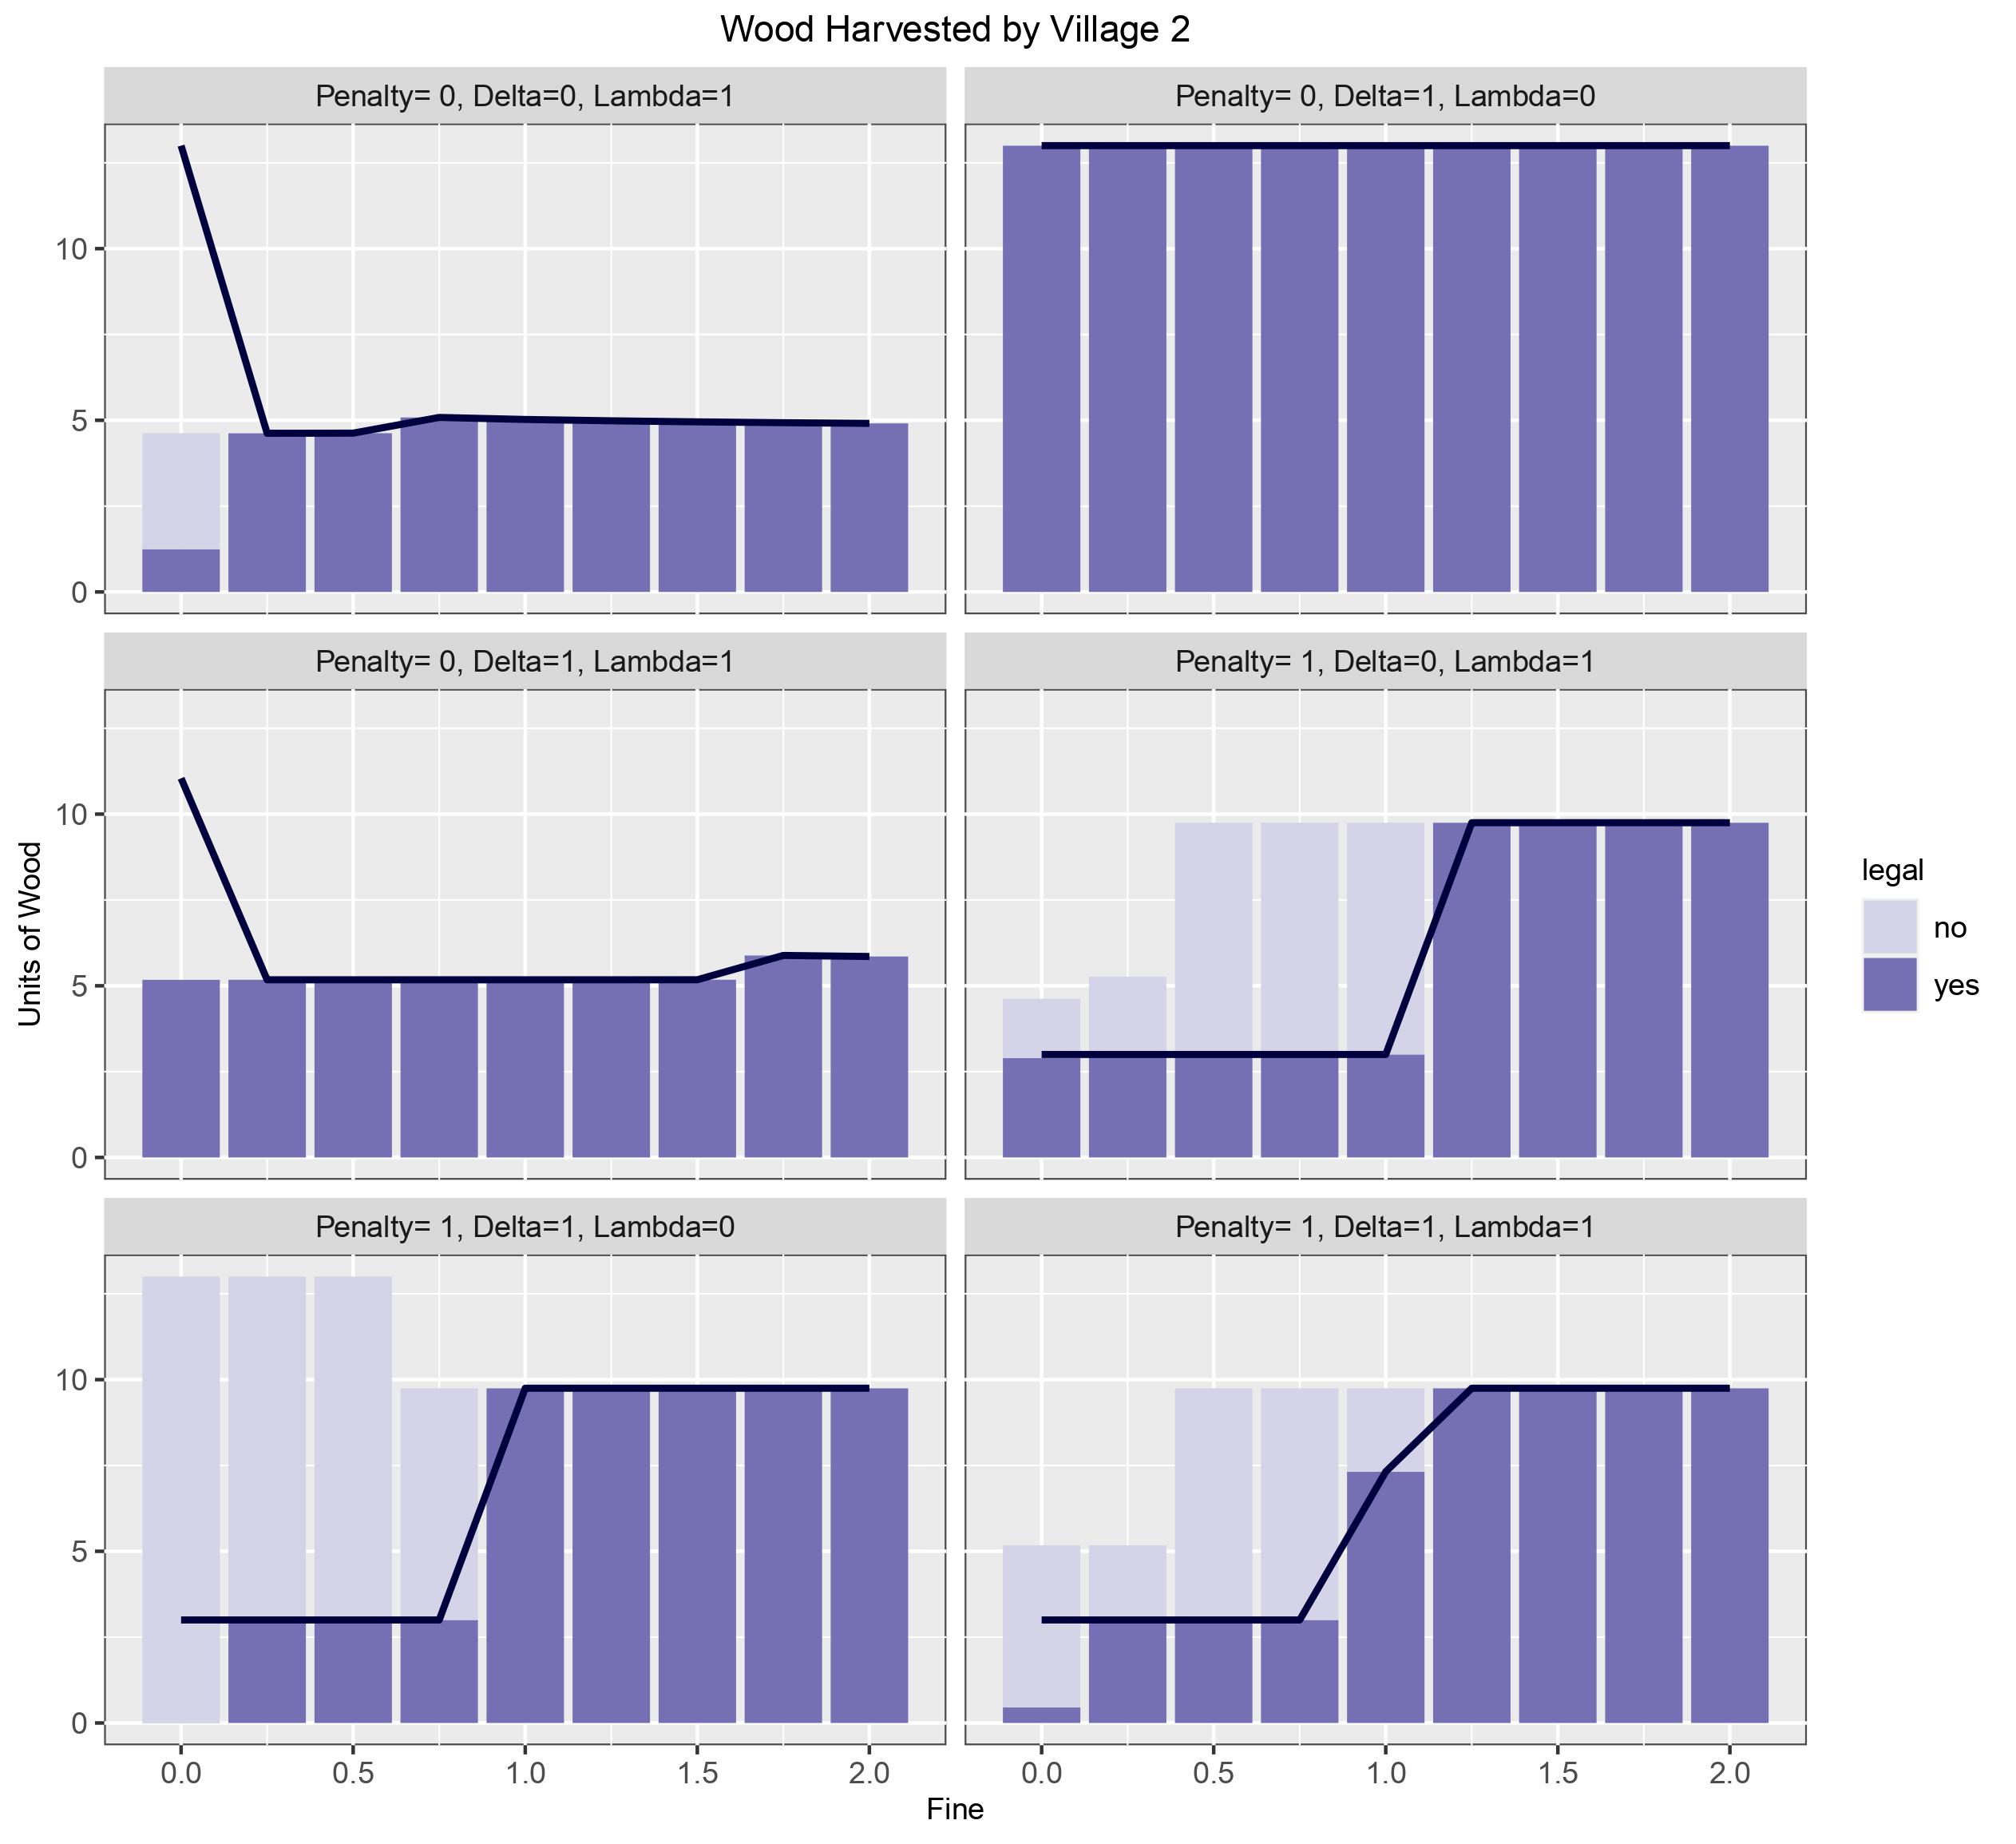 Wood Harvested by Village 2
Penalty= 0, Delta=0, Lambda=1
Penalty= 0, Delta=1, Lambda=0
10
5
0
Penalty= 0, Delta=1, Lambda=1
Penalty= 1, Delta=0, Lambda=1
10
5
0
Units of Wood
legal
no
yes
Penalty= 1, Delta=1, Lambda=0
Penalty= 1, Delta=1, Lambda=1
10
5
0
0.0 0.5 1.0 1.5 2.0
0.0 0.5 1.0 1.5 2.0
Fine